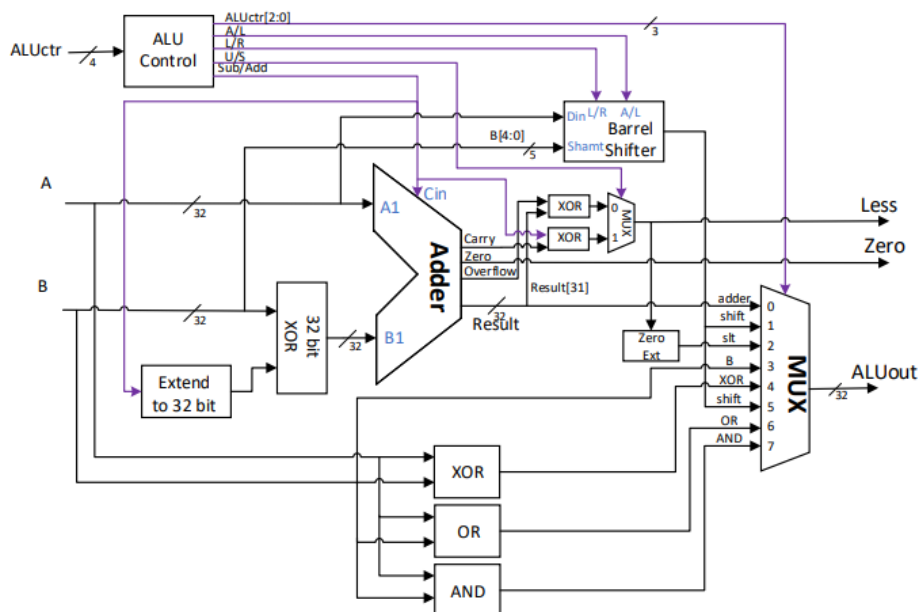 ALUctr
4
ALU
Control
ALUctr[2:0]
A/L
L/R
U/S
Sub/Add
3
Din
L/R
A/L
Shamt
Barrel
Shifter
B[4:0]
5
A
32
A1
Cin
Adder
B1
Carry
Zero
Overflow
32
Result
Result[31]
XOR
XOR
0
1
MUX
Less
Zero
B
32
32 bit
XOR
32
Extend
to 32 bit
Zero
Ext
adder
shift
slt
B
XOR
shift
OR
AND
0
1
2
3
4
5
6
7
MUX
32
ALUout
XOR
OR
AND